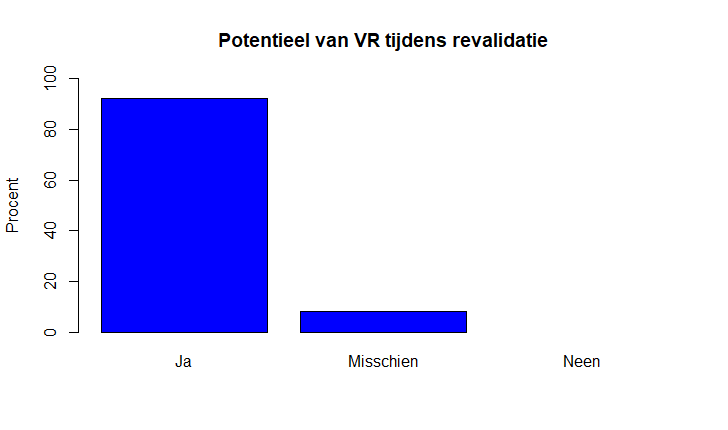 Potentieel van VR tijdens revalidatie
Procent
100
80
60
40
20
0
Ja Misschien Neen